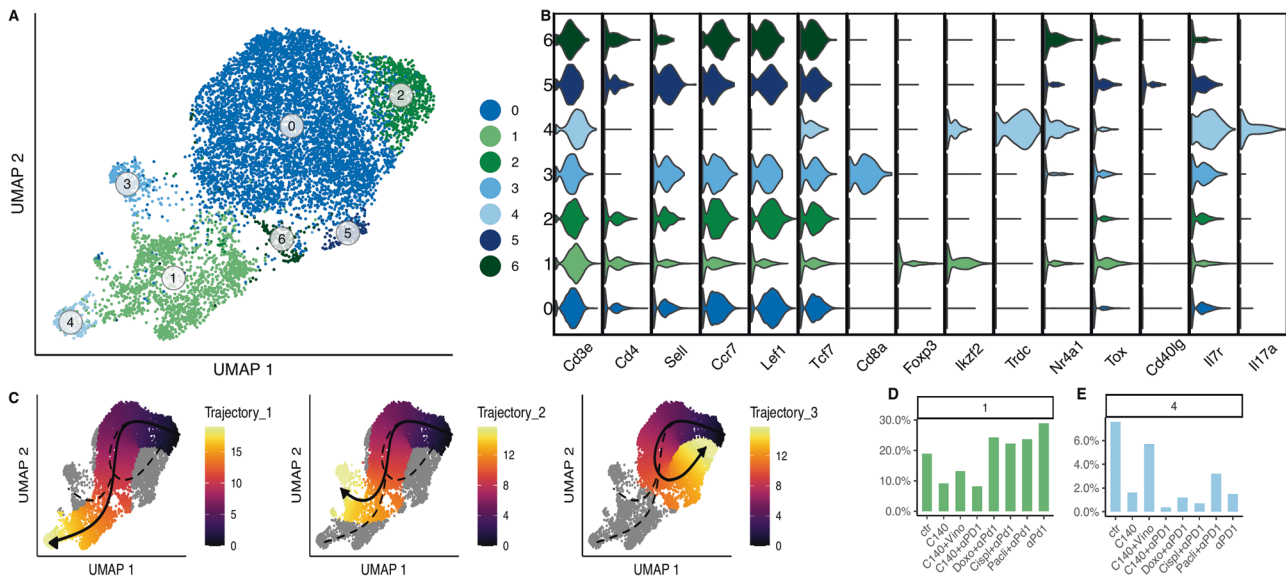 A
UMAP 2
UMAP 1
0
1
2
3
4
5
6
0
1
2
3
4
5
6
B
6
5
4
3
2
1
0
Cd3e
Cd4
Sell
Ccr7
Lef1
Tcf7
Cd8a
Foxp3
Ikzf2
Trdc
Nr4a1
Tox
Cd40lg
Il7r
Il17a
C
UMAP 2
UMAP 1
Trajectory_1
15
10
5
0
UMAP 2
UMAP 1
Trajectory_2
15
10
5
0
UMAP 2
UMAP 1
Trajectory_3
12
8
4
0
D
1
30.0%
20.0%
10.0%
0.0%
ctr
C140
C140+Vino
C140+αPD1
Doxo+αPd1
Cispl+αPd1
Pacli+αPd1
αPd1
E
4
6.0%
4.0%
2.0%
0.0%
ctr
C140
C140+Vino
C140+αPD1
Doxo+αPD1
Cispl+αPD1
Pacli+αPD1
αPD1